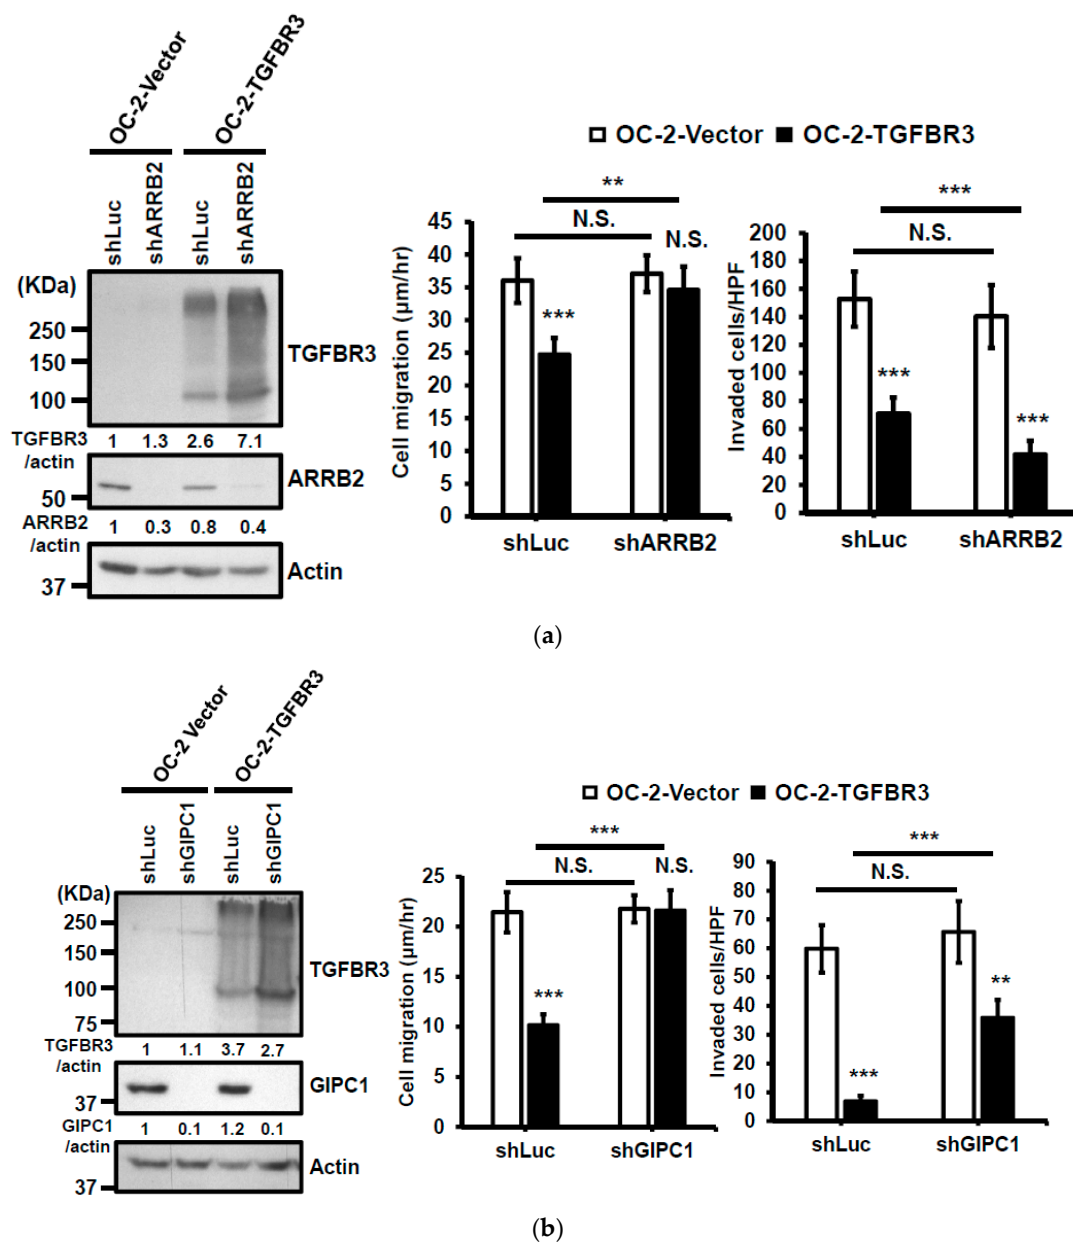 OC-2-Vector
OC-2-TGFBR3
shLuc
shARRB2
shLuc
shARRB2
(KDa)
250
150
100
TGFBR3
TGFBR3
/actin
1 1.3 2.6 7.1
50
ARRB2
ARRB2
/actin
1 0.3 0.8 0.4
37
Actin
OC-2-Vector OC-2-TGFBR3
**
N.S.
N.S.
***
Cell migration (µm/hr)
45
40
35
30
25
20
15
10
5
0
shLuc shARRB2
***
N.S.
***
***
Invaded cells/HPF
200
180
160
140
120
100
80
60
40
20
0
shLuc shARRB2
(a)
OC-2 Vector
OC-2-TGFBR3
shLuc
shGIPC1
shLuc
shGIPC1
(KDa)
250
150
100
75
TGFBR3
TGFBR3
/actin
1 1.1 3.7 2.7
37
GIPC1
GIPC1
/actin
1 0.1 1.2 0.1
37
Actin
OC-2-Vector OC-2-TGFBR3
***
N.S.
N.S.
***
Cell migration (µm/hr)
25
20
15
10
5
0
shLuc shGIPC1
***
N.S.
**
***
Invaded cells/HPF
90
80
70
60
50
40
30
20
10
0
shLuc shGIPC1
(b)